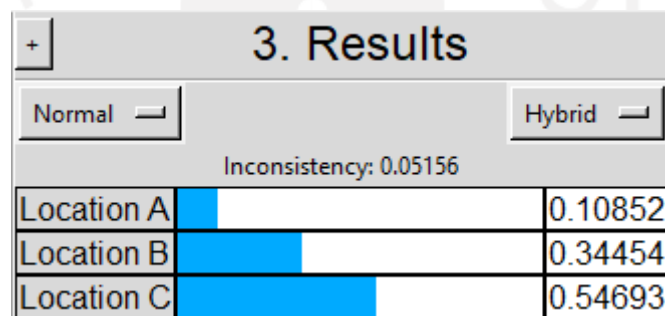 + 3. Results
Normal Hybrid
Inconsistency: 0.05156
Location A 0.10852
Location B 0.34454
Location C 0.54693